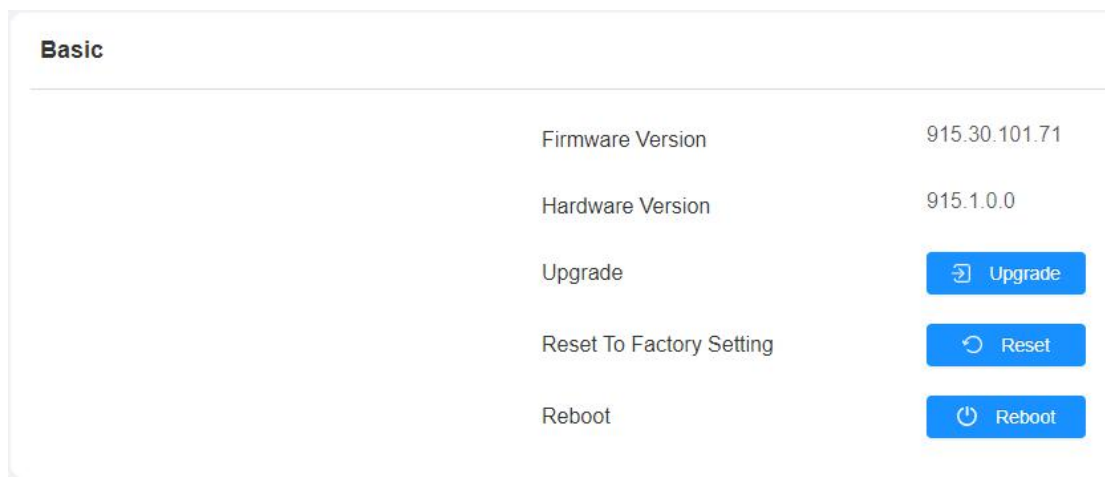 Basic
Firmware Version 915.30.101.71
Hardware Version 915.1.0.0
Upgrade Upgrade
Reset To Factory Setting Reset
Reboot Reboot